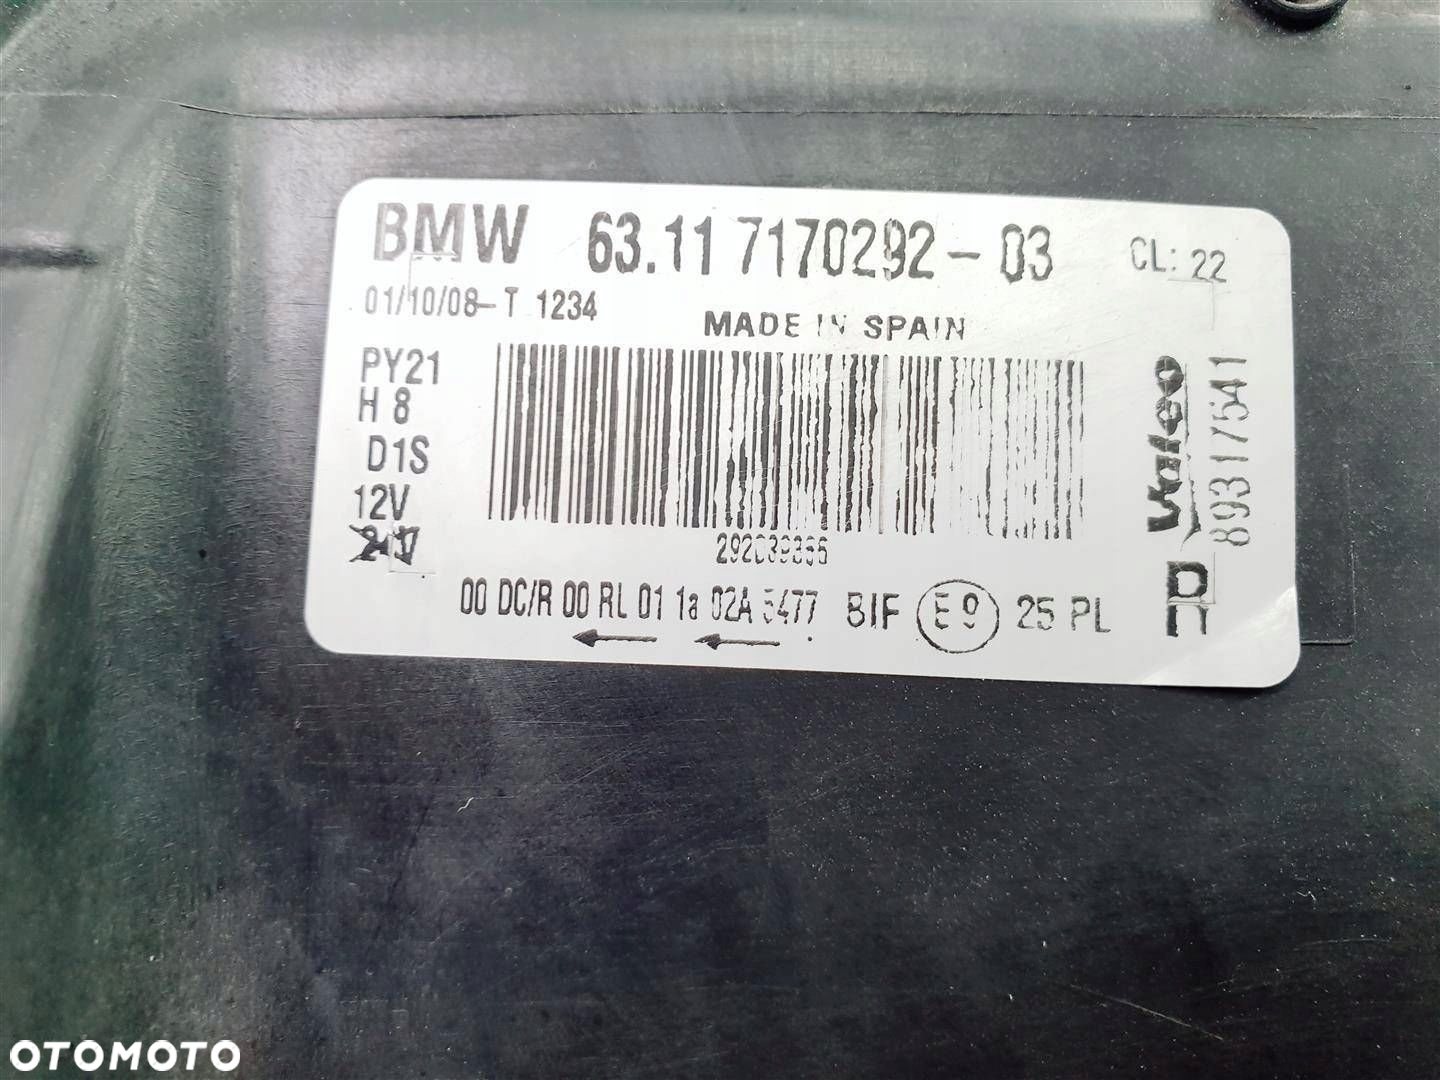 BMW 63.11 7170292-03 CL: 22
01/10/08-T 1234
MADE IN SPAIN
PY21
H 8
D1S
12V
24V
00 DC/R 00 RL 01 1a 02A 5477 BIF E9 25 PL
Valeo
89317541
OTOMOTO